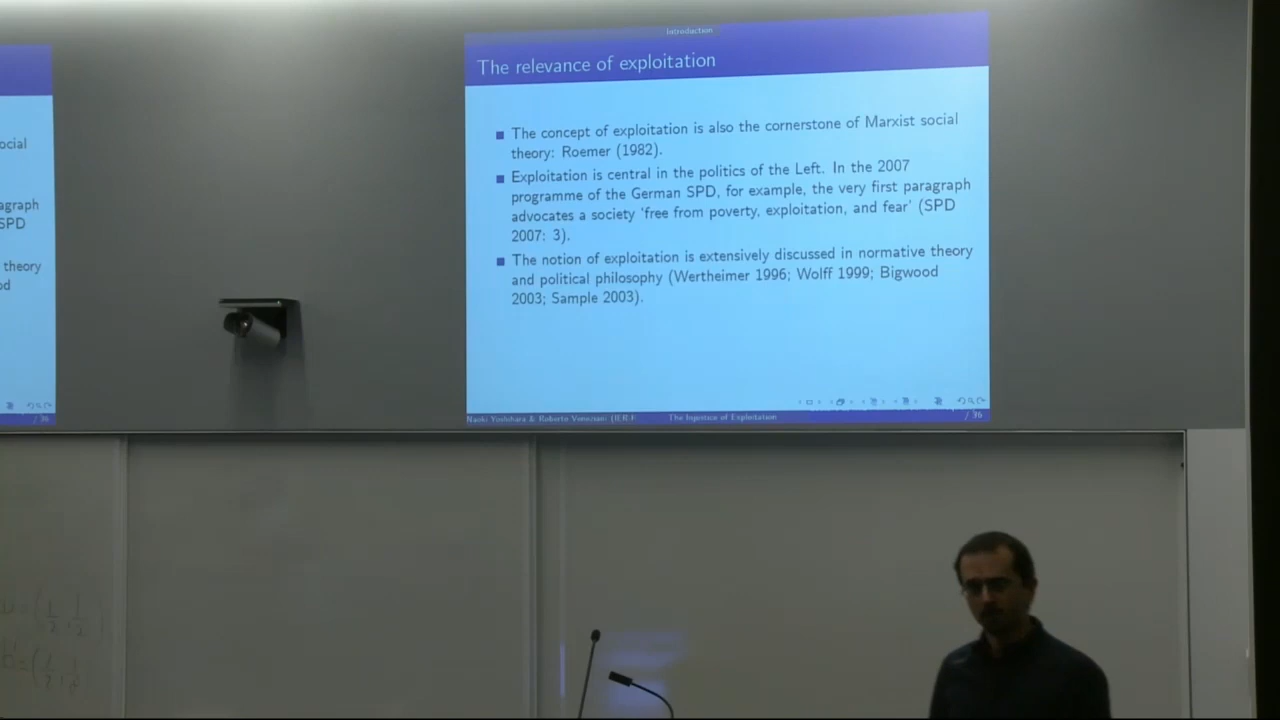 Introduction
The relevance of exploitation
The concept of exploitation is also the cornerstone of Marxist social
theory: Roemer (1982).
Exploitation is central in the politics of the Left. In the 2007
programme of the German SPD, for example, the very first paragraph
advocates a society 'free from poverty, exploitation, and fear' (SPD
2007: 3).
The notion of exploitation is extensively discussed in normative theory
and political philosophy (Wertheimer 1996; Wolff 1999; Bigwood
2003; Sample 2003).
Naoki Yoshihara & Roberto Veneziani (IER,H
The Injustice of Exploitation
/ 36
ocial
agraph
SPD
theory
od
/ 36